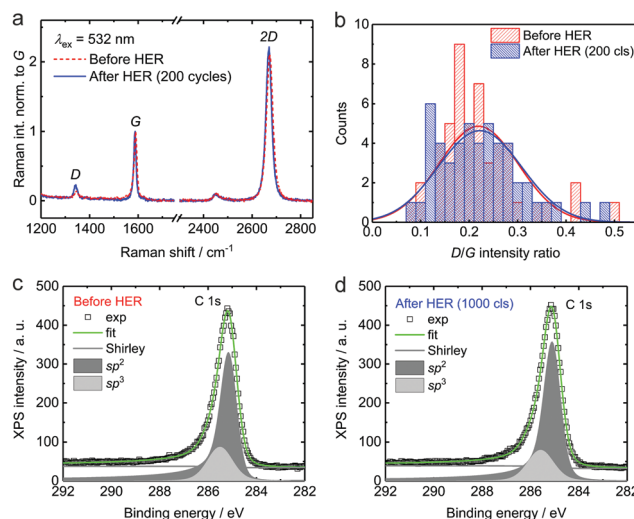 a
λex = 532 nm
Before HER
After HER (200 cycles)
D
G
2D
Raman int. norm. to G
2
1
0
1200 1400 1600 2400 2600 2800
Raman shift / cm-1
b
Before HER
After HER (200 cls)
Counts
10
8
6
4
2
0
0.0 0.1 0.2 0.3 0.4 0.5
D/G intensity ratio
c
Before HER
C 1s
exp
fit
Shirley
sp2
sp3
XPS intensity / a. u.
500
400
300
200
100
0
292 290 288 286 284 282
Binding energy / eV
d
After HER (1000 cls)
C 1s
exp
fit
Shirley
sp2
sp3
XPS intensity / a. u.
500
400
300
200
100
0
292 290 288 286 284 282
Binding energy / eV